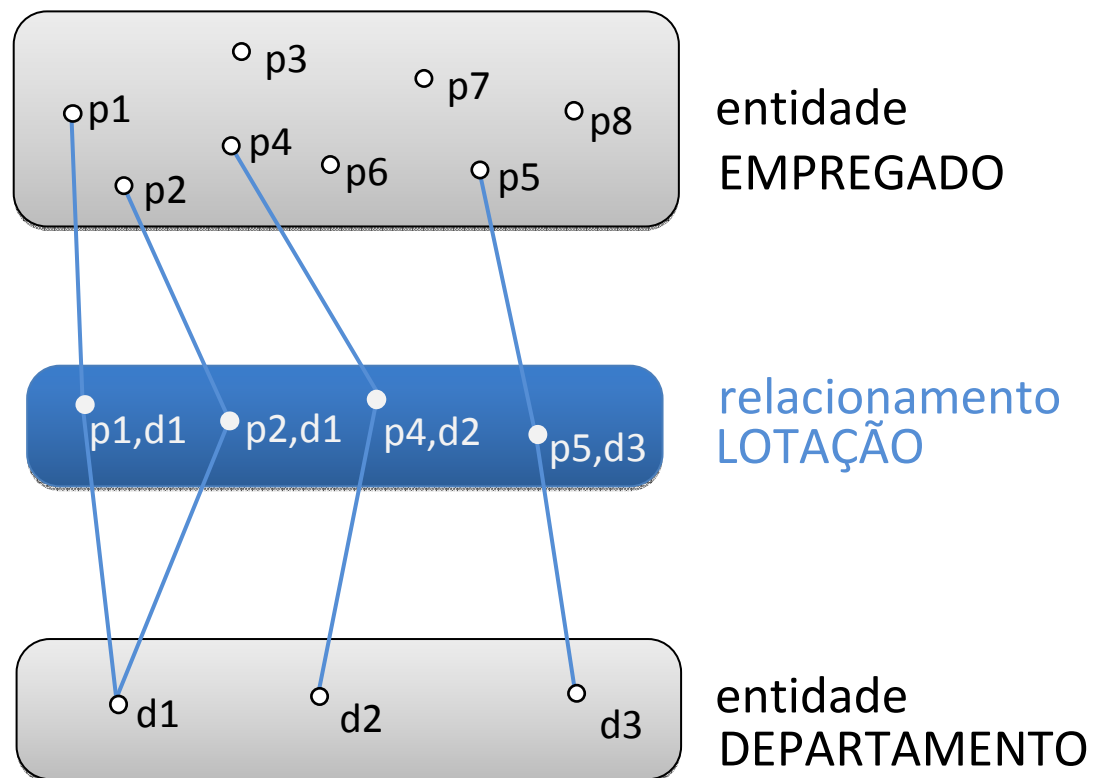 p3
p7
p1
p8
p4
p6
p5
p2
entidade
EMPREGADO
relacionamento
LOTAÇÃO
p1,d1
p2,d1
p4,d2
p5,d3
d1
d2
d3
entidade
DEPARTAMENTO